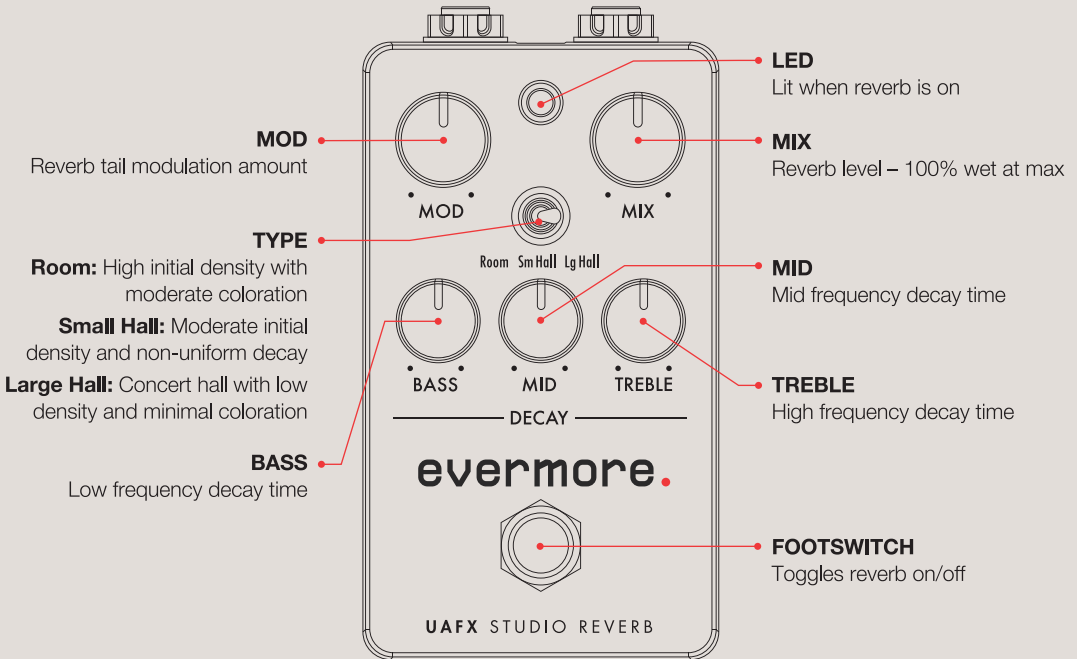 LED
Lit when reverb is on
MOD
Reverb tail modulation amount
MIX
Reverb level – 100% wet at max
MOD
MIX
TYPE
Room: High initial density with
moderate coloration
Small Hall: Moderate initial
density and non-uniform decay
Large Hall: Concert hall with low
density and minimal coloration
Room Sm Hall Lg Hall
MID
Mid frequency decay time
BASS MID TREBLE
DECAY
TREBLE
High frequency decay time
BASS
Low frequency decay time
evermore.
FOOTSWITCH
Toggles reverb on/off
UAFX STUDIO REVERB